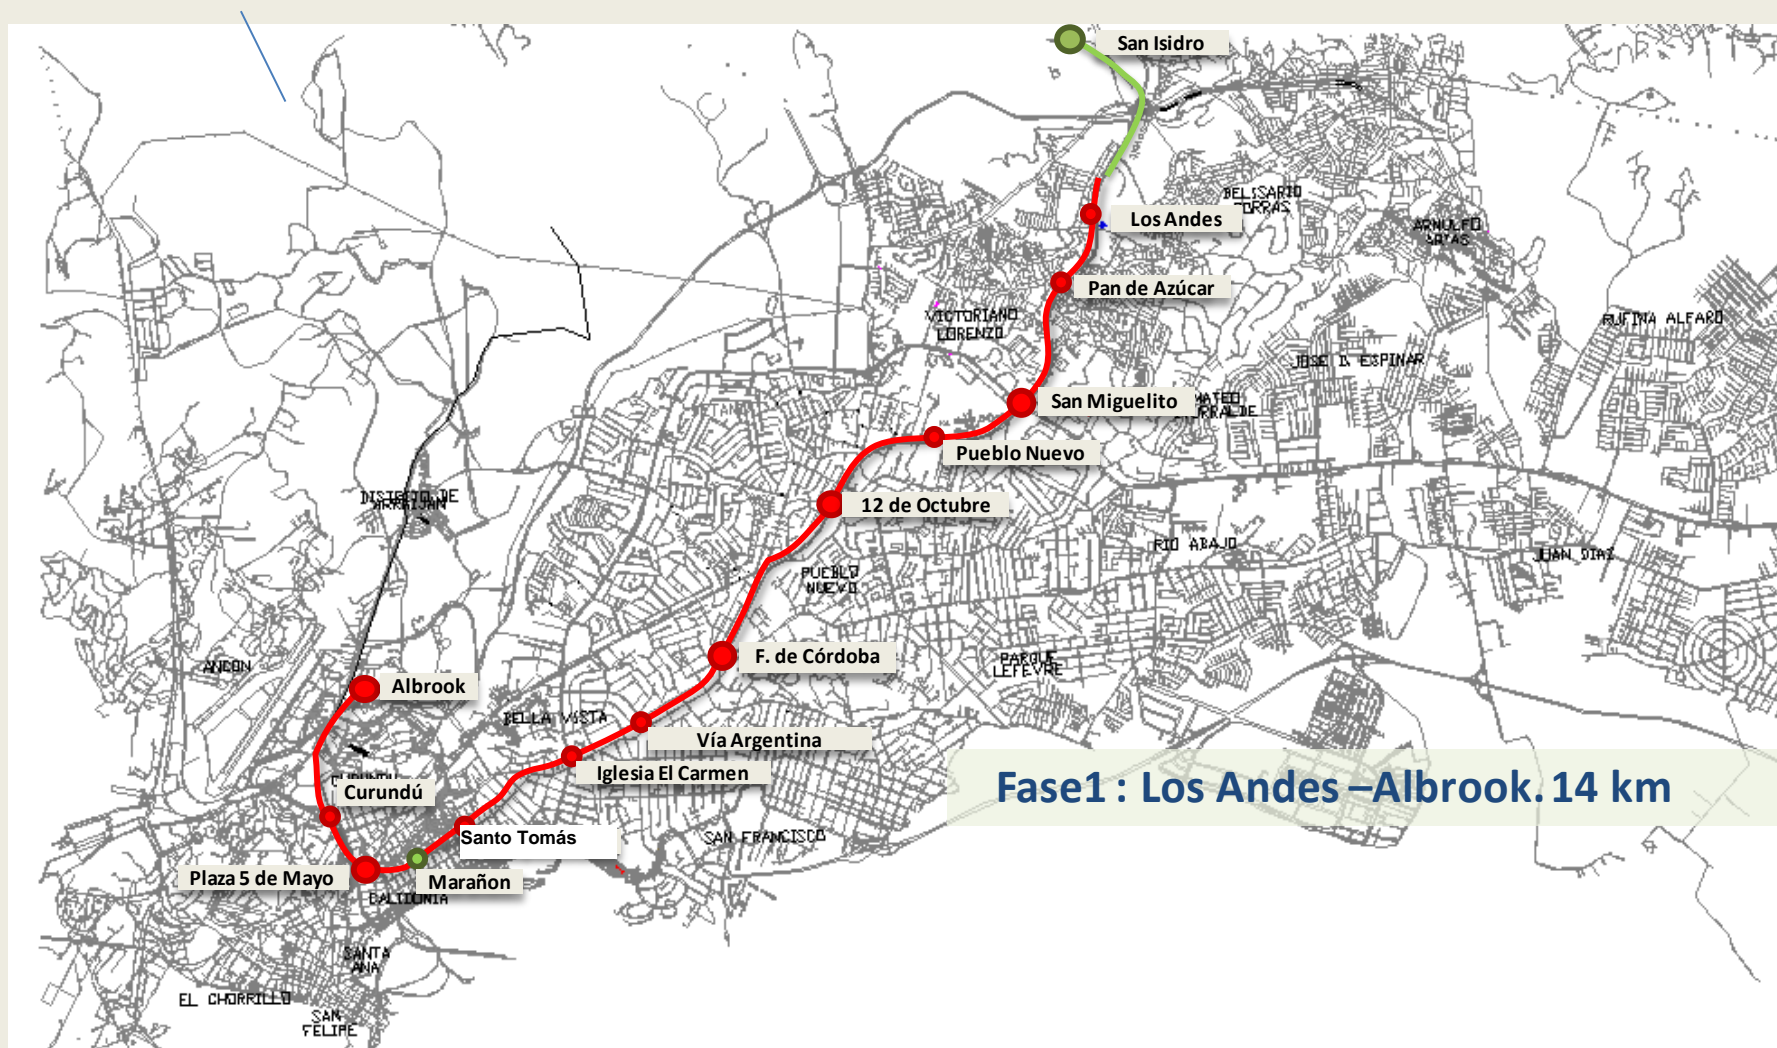 San Isidro
BELISARIO
PORRAS
Los Andes
ARNULFO
ARIAS
Pan de Azúcar
VICTORIANO
LORENZO
RUFINA ALFARO
JOSE D. ESPINAR
San Miguelito
MATEO
Pueblo Nuevo
12 de Octubre
ARRAIJAN
RIO ABAJO
JUAN DIAZ
PUEBLO
NUEVO
F. de Córdoba
PARQUE
LEFEVRE
ANCON
Albrook
BELLA VISTA
Vía Argentina
Iglesia El Carmen
Curundú
Fase1 : Los Andes –Albrook. 14 km
SAN FRANCISCO
Santo Tomás
Plaza 5 de Mayo
Marañon
CALIDONIA
SANTA
ANA
EL CHORRILLO
SAN
FELIPE